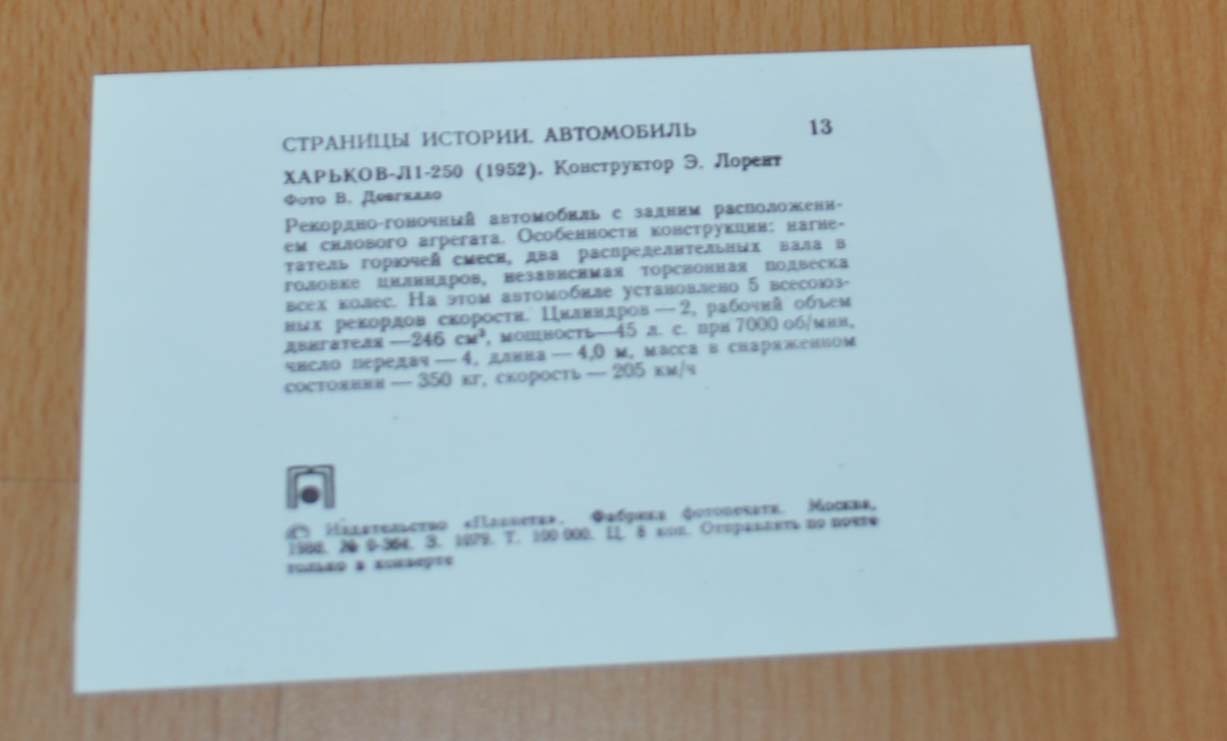 СТРАНИЦЫ ИСТОРИИ. АВТОМОБИЛЬ 13
ХАРЬКОВ-Л1-250 (1952). Конструктор Э. Лорент
Фото В. Довгялло
Рекордно-гоночный автомобиль с задним расположени-
ем силового агрегата. Особенности конструкции: нагне-
татель горючей смеси, два распределительных вала в
головке цилиндров, независимая торсионная подвеска
всех колес. На этом автомобиле установлено 5 всесоюз-
ных рекордов скорости. Цилиндров — 2, рабочий объем
двигателя — 246 см³, мощность — 45 л. с. при 7000 об/мин,
число передач — 4, длина — 4,0 м, масса в снаряженном
состоянии — 350 кг, скорость — 205 км/ч
© Издательство «Планета». Фабрика фотопечати. Москва,
1988. № 9-364. З. 1079. Т. 100 000. Ц. 8 коп. Отправлять по почте
только в конверте